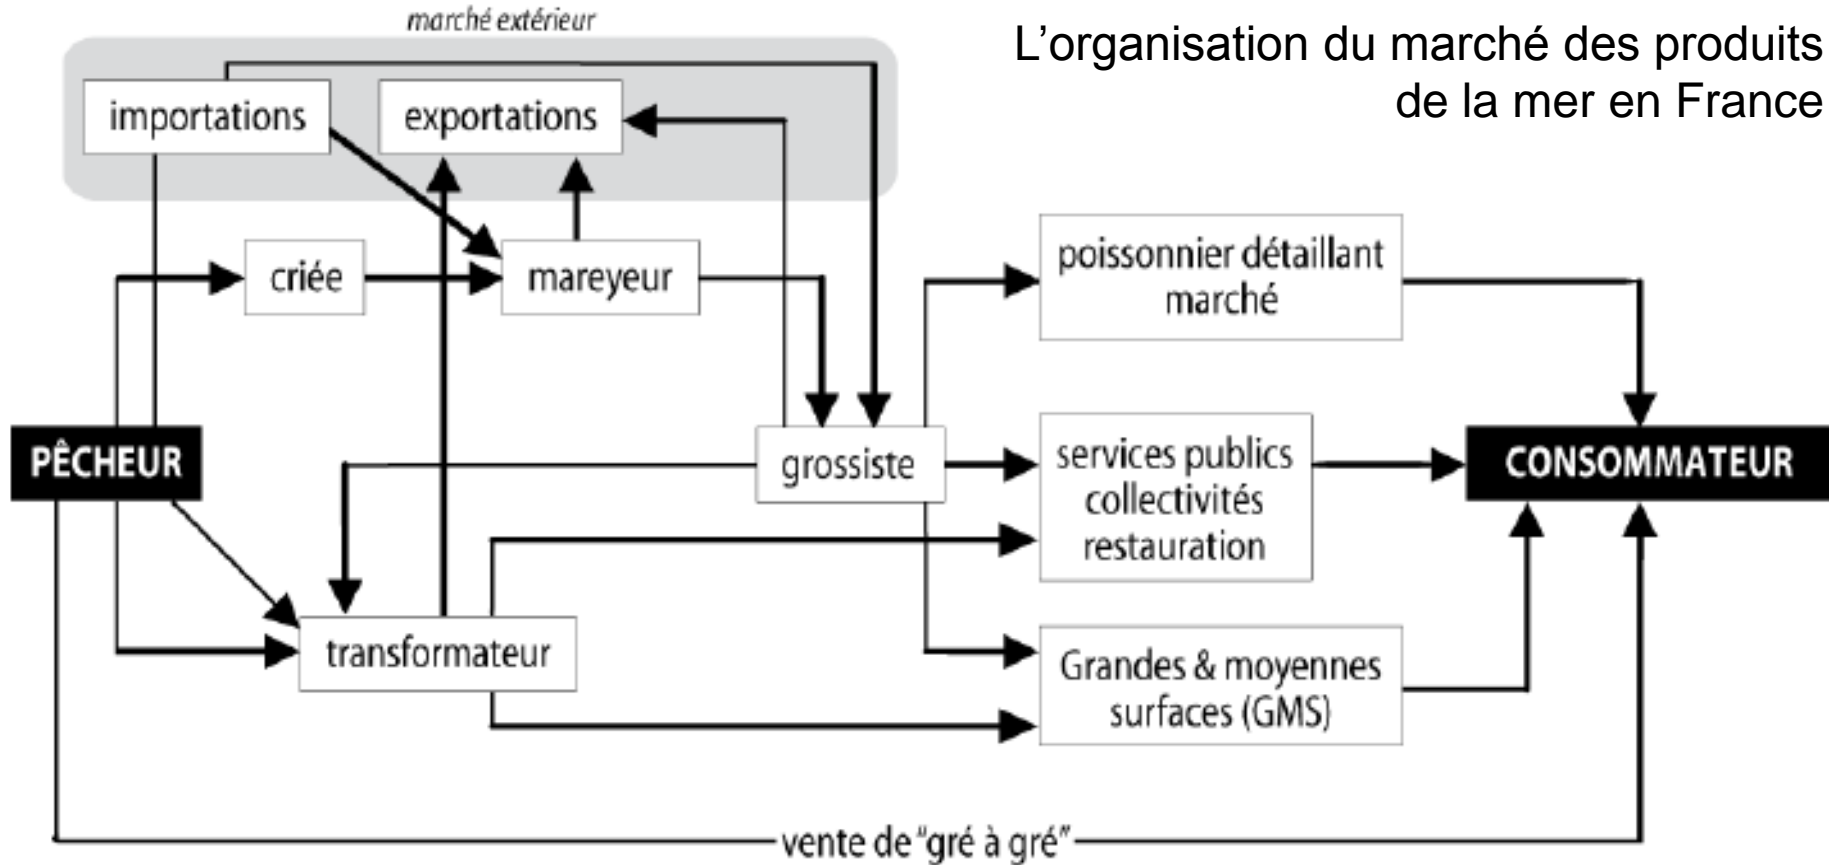 marché extérieur
L’organisation du marché des produits
de la mer en France
importations
exportations
criée
mareyeur
poissonnier détaillant
marché
PÊCHEUR
grossiste
services publics
collectivités
restauration
CONSOMMATEUR
transformateur
Grandes & moyennes
surfaces (GMS)
vente de “gré à gré”